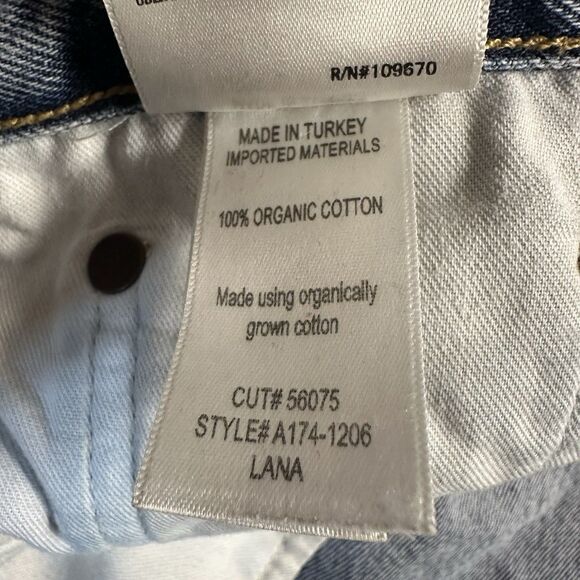 R/N#109670
MADE IN TURKEY
IMPORTED MATERIALS
100% ORGANIC COTTON
Made using organically
grown cotton
CUT# 56075
STYLE# A174-1206
LANA